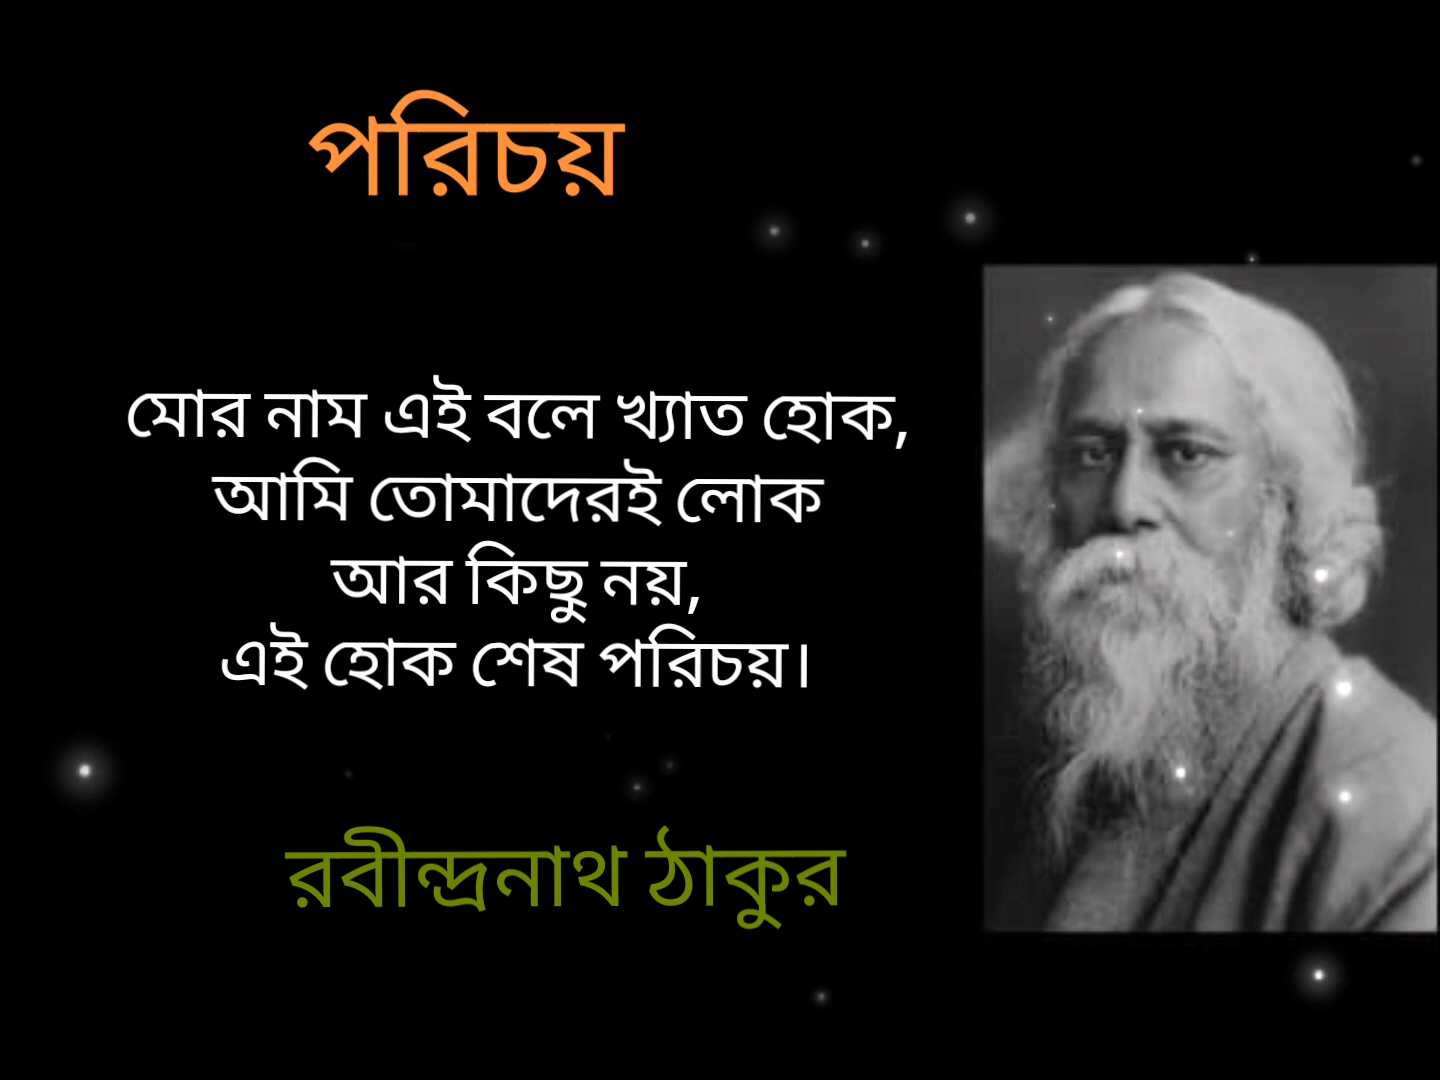 পরিচয়
মোর নাম এই বলে খ্যাত হোক,
আমি তোমাদেরই লোক
আর কিছু নয়,
এই হোক শেষ পরিচয়।
রবীন্দ্রনাথ ঠাকুর